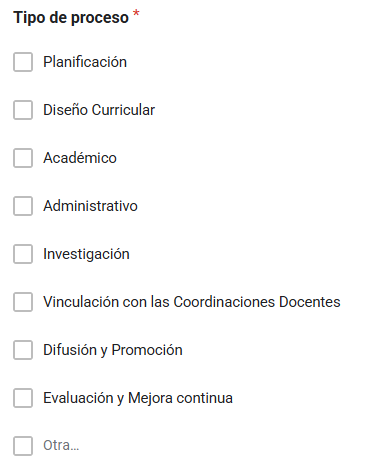 Tipo de proceso *
Planificación
Diseño Curricular
Académico
Administrativo
Investigación
Vinculación con las Coordinaciones Docentes
Difusión y Promoción
Evaluación y Mejora continua
Otra…